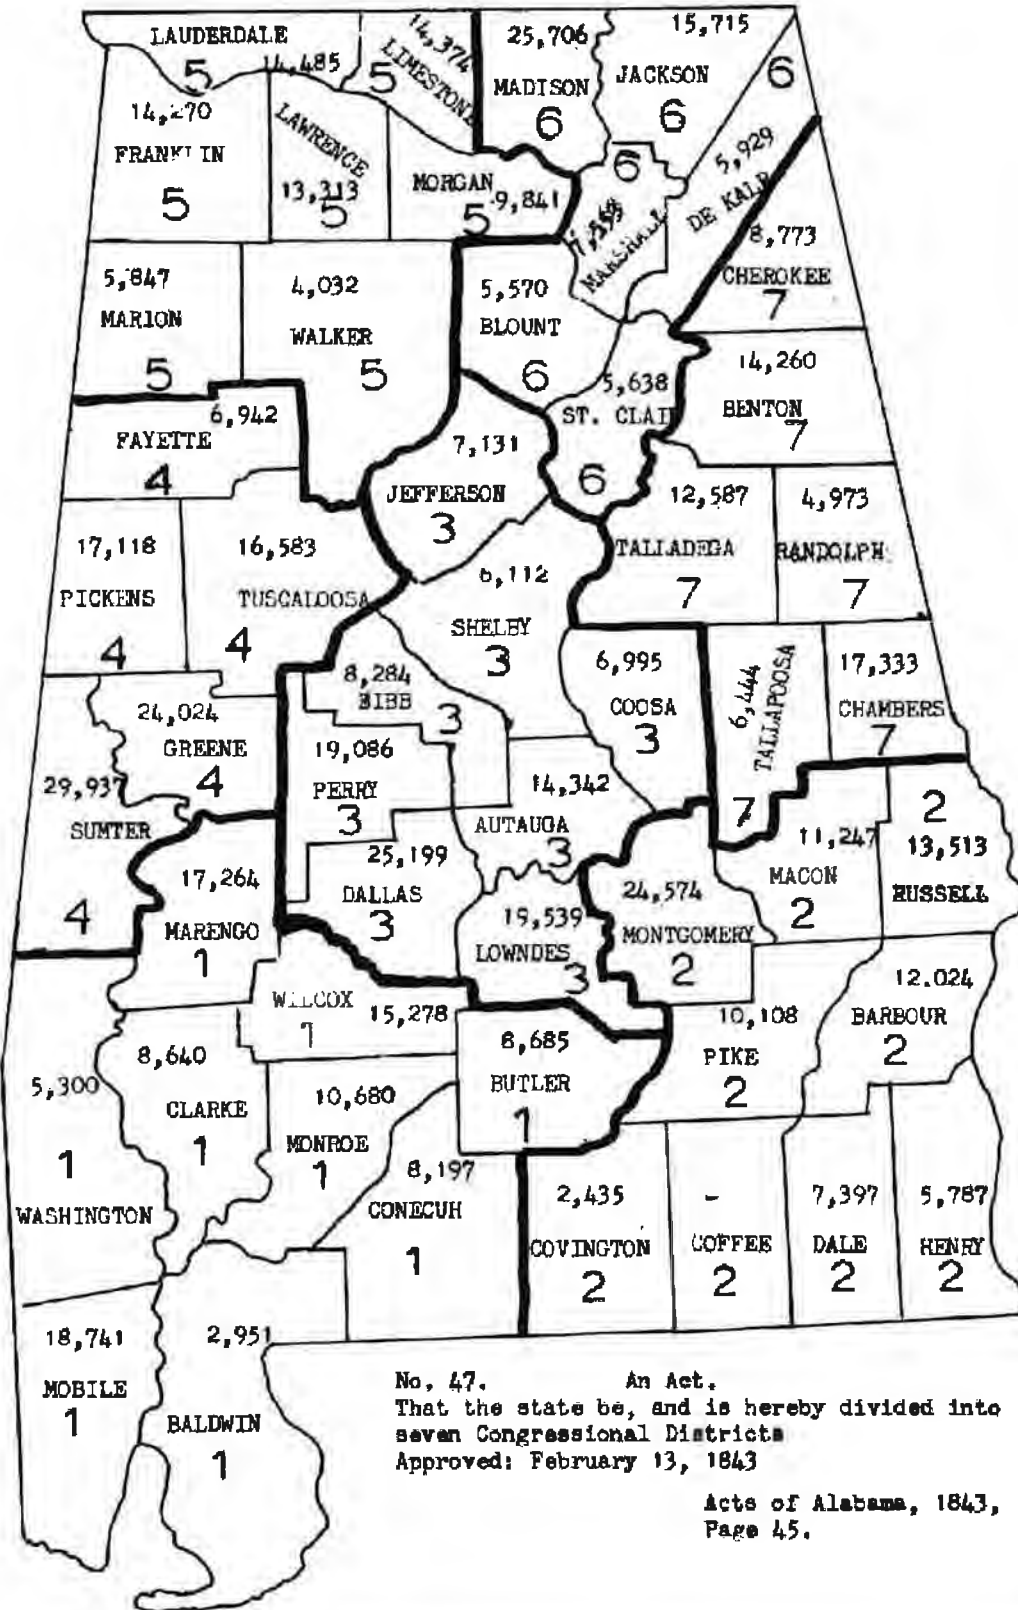 LAUDERDALE
14,485
5
14,374
LIMESTONE
5
25,706
MADISON
6
15,715
JACKSON
6
6
14,270
FRANKLIN
5
LAWRENCE
13,313
5
MORGAN
9,841
5
6
MARSHALL
5,929
DE KALB
8,773
CHEROKEE
7
5,847
MARION
5
4,032
WALKER
5
5,570
BLOUNT
6
5,638
ST. CLAIR
6
14,260
BENTON
7
6,942
FAYETTE
4
7,131
JEFFERSON
3
12,587
TALLADEGA
7
4,973
RANDOLPH
7
17,118
PICKENS
4
16,583
TUSCALOOSA
4
6,112
SHELBY
3
8,284
BIBB
3
6,995
COOSA
3
6,444
TALLAPOOSA
7
17,333
CHAMBERS
7
24,024
GREENE
4
19,086
PERRY
3
29,937
SUMTER
4
14,342
AUTAUGA
3
11,247
MACON
2
2
13,513
RUSSELL
17,264
MARENGO
1
25,199
DALLAS
3
19,539
LOWNDES
3
24,574
MONTGOMERY
2
WILCOX
15,278
1
12.024
BARBOUR
2
10,108
PIKE
2
8,685
BUTLER
1
5,300
1
WASHINGTON
8,640
CLARKE
1
10,680
MONROE
1
8,197
CONECUH
1
2,435
COVINGTON
2
-
COFFEE
2
7,397
DALE
2
5,787
HENRY
2
18,741
MOBILE
1
2,951
BALDWIN
1
No. 47. An Act.
That the state be, and is hereby divided into
seven Congressional Districts
Approved: February 13, 1843
Acts of Alabama, 1843,
Page 45.